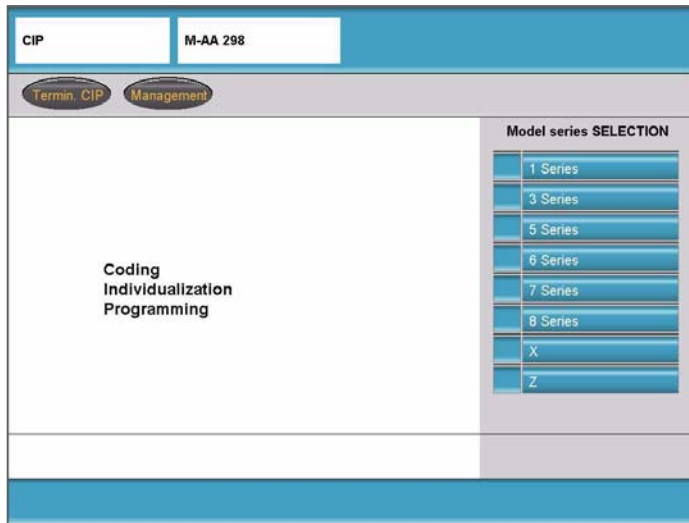 CIP
M-AA 298
Termin. CIP
Management
Model series SELECTION
1 Series
3 Series
5 Series
6 Series
7 Series
8 Series
X
Z
Coding
Individualization
Programming